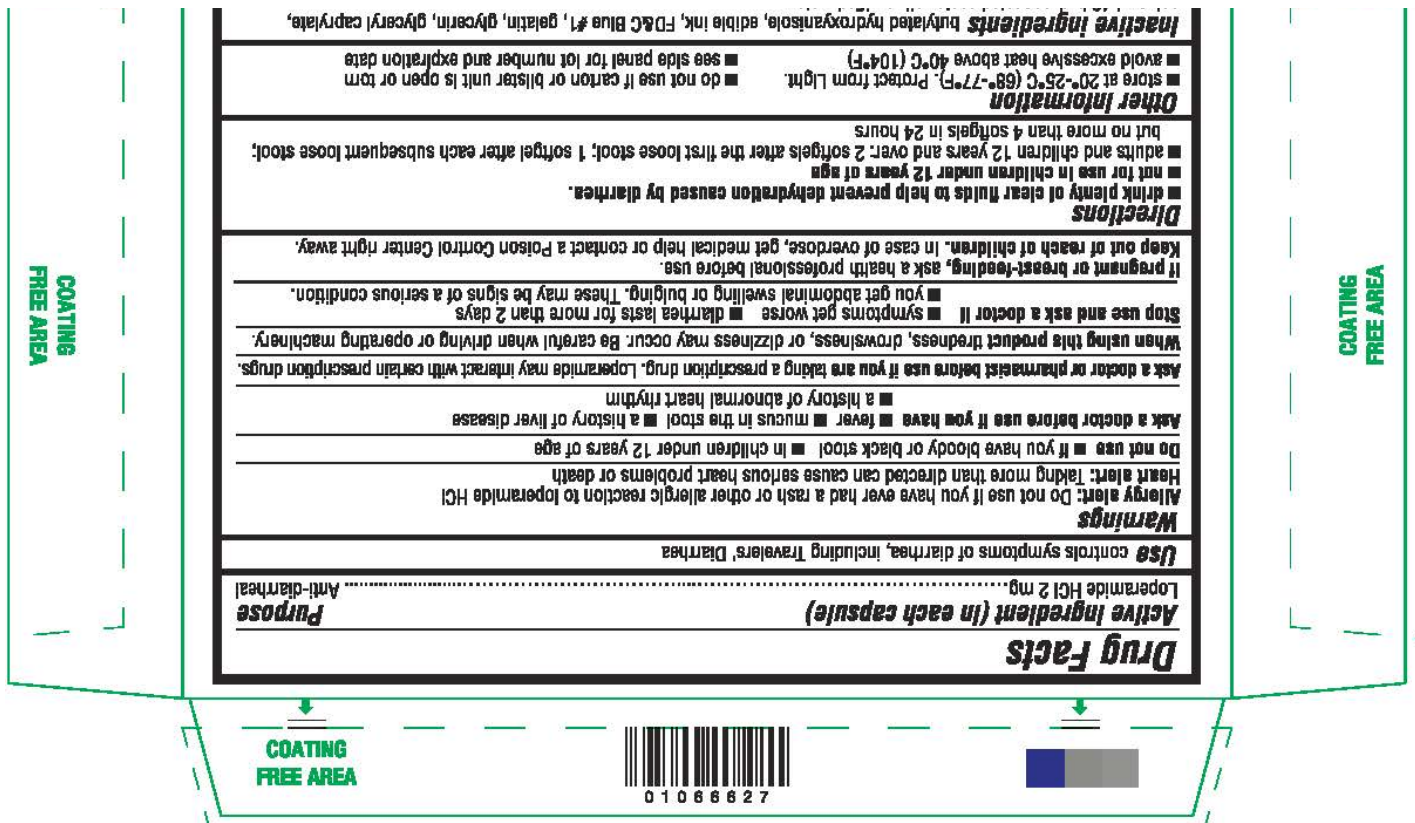 Drug Facts
Active ingredient (in each capsule) Purpose
Loperamide HCl 2 mg Anti-diarrheal
Use controls symptoms of diarrhea, including Travelers' Diarrhea
Warnings
Allergy alert: Do not use if you have ever had a rash or other allergic reaction to loperamide HCl
Heart alert: Taking more than directed can cause serious heart problems or death
Do not use ■ if you have bloody or black stool ■ in children under 12 years of age
Ask a doctor before use if you have ■ fever ■ mucus in the stool ■ a history of liver disease
■ a history of abnormal heart rhythm
Ask a doctor or pharmacist before use if you are taking a prescription drug. Loperamide may interact with certain prescription drugs.
When using this product tiredness, drowsiness, or dizziness may occur. Be careful when driving or operating machinery.
Stop use and ask a doctor if ■ symptoms get worse ■ diarrhea lasts for more than 2 days
■ you get abdominal swelling or bulging. These may be signs of a serious condition.
If pregnant or breast-feeding, ask a health professional before use.
Keep out of reach of children. In case of overdose, get medical help or contact a Poison Control Center right away.
Directions
■ drink plenty of clear fluids to help prevent dehydration caused by diarrhea.
■ not for use in children under 12 years of age
■ adults and children 12 years and over: 2 softgels after the first loose stool; 1 softgel after each subsequent loose stool;
but no more than 4 softgels in 24 hours
Other information
■ store at 20°-25°C (68°-77°F). Protect from Light.
■ avoid excessive heat above 40°C (104°F)
■ do not use if carton or blister unit is open or torn
■ see side panel for lot number and expiration date
Inactive ingredients butylated hydroxyanisole, edible ink, FD&C Blue #1, gelatin, glycerin, glyceryl caprylate,
COATING
FREE AREA
COATING
FREE AREA
COATING
FREE AREA
01066627